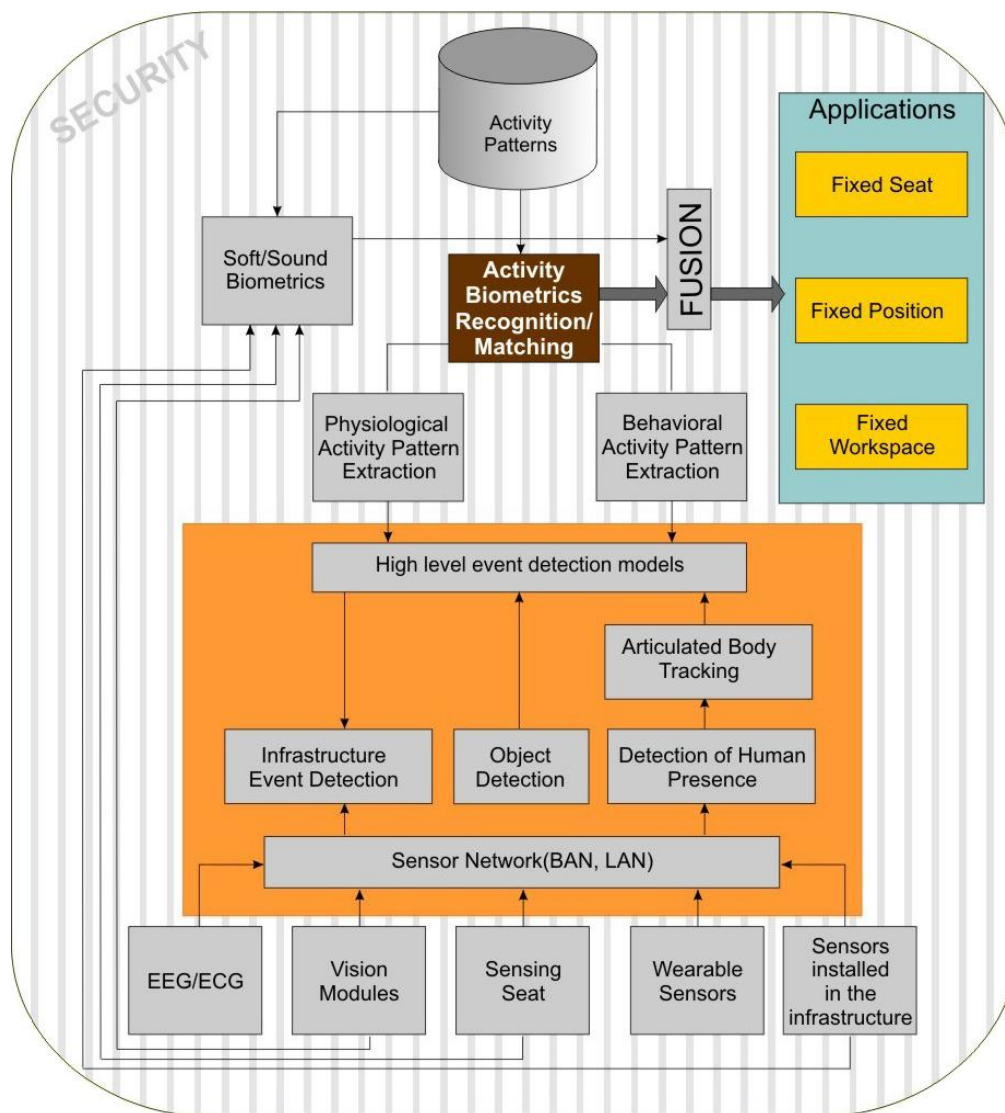 SECURITY
Activity
Patterns
Applications
Fixed Seat
Fixed Position
Fixed
Workspace
Soft/Sound
Biometrics
Activity
Biometrics
Recognition/
Matching
FUSION
Physiological
Activity Pattern
Extraction
Behavioral
Activity Pattern
Extraction
High level event detection models
Articulated Body
Tracking
Infrastructure
Event Detection
Object
Detection
Detection of Human
Presence
Sensor Network(BAN, LAN)
EEG/ECG
Vision
Modules
Sensing
Seat
Wearable
Sensors
Sensors
installed
in the
infrastructure